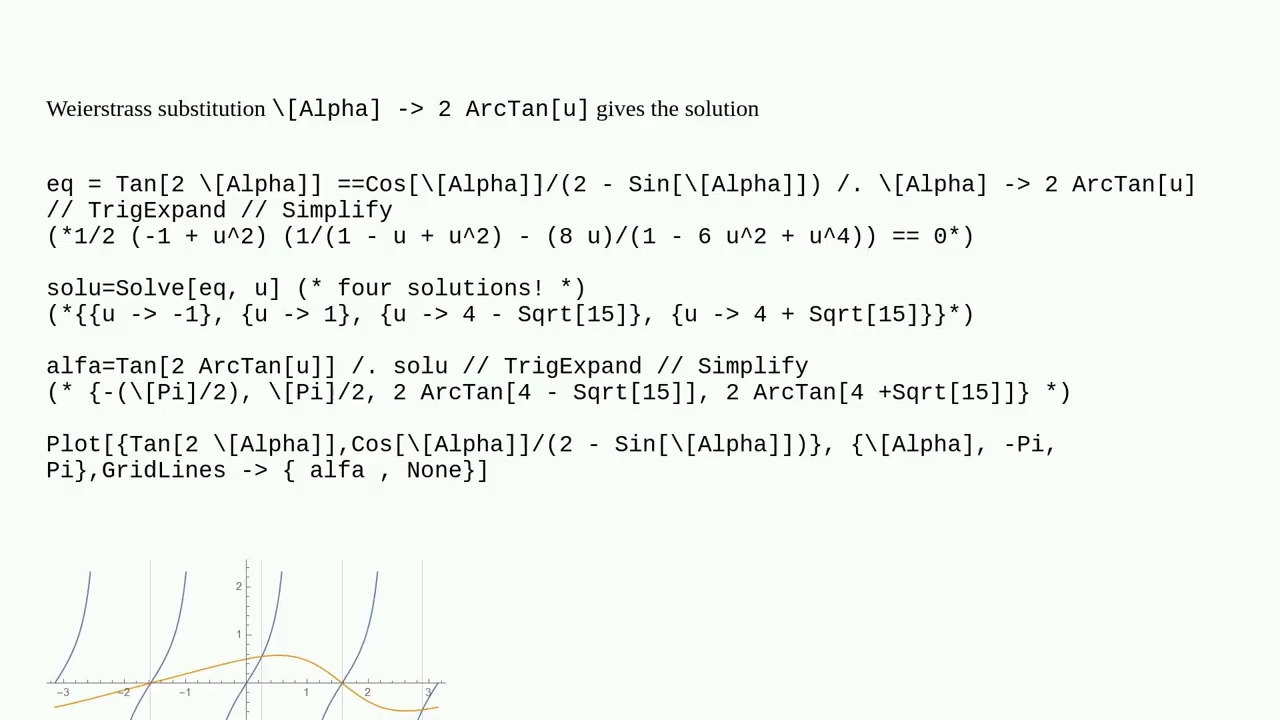 Weierstrass substitution \[Alpha] -> 2 ArcTan[u] gives the solution
eq = Tan[2 \[Alpha]] ==Cos[\[Alpha]]/(2 - Sin[\[Alpha]]) /. \[Alpha] -> 2 ArcTan[u]
// TrigExpand // Simplify
(*1/2 (-1 + u^2) (1/(1 - u + u^2) - (8 u)/(1 - 6 u^2 + u^4)) == 0*)
solu=Solve[eq, u] (* four solutions! *)
(*{{u -> -1}, {u -> 1}, {u -> 4 - Sqrt[15]}, {u -> 4 + Sqrt[15]}}*)
alfa=Tan[2 ArcTan[u]] /. solu // TrigExpand // Simplify
(* {-(\[Pi]/2), \[Pi]/2, 2 ArcTan[4 - Sqrt[15]], 2 ArcTan[4 +Sqrt[15]]} *)
Plot[{Tan[2 \[Alpha]],Cos[\[Alpha]]/(2 - Sin[\[Alpha]])}, {\[Alpha], -Pi,
Pi},GridLines -> { alfa , None}]
2
1
−3 −2 −1 1 2 3